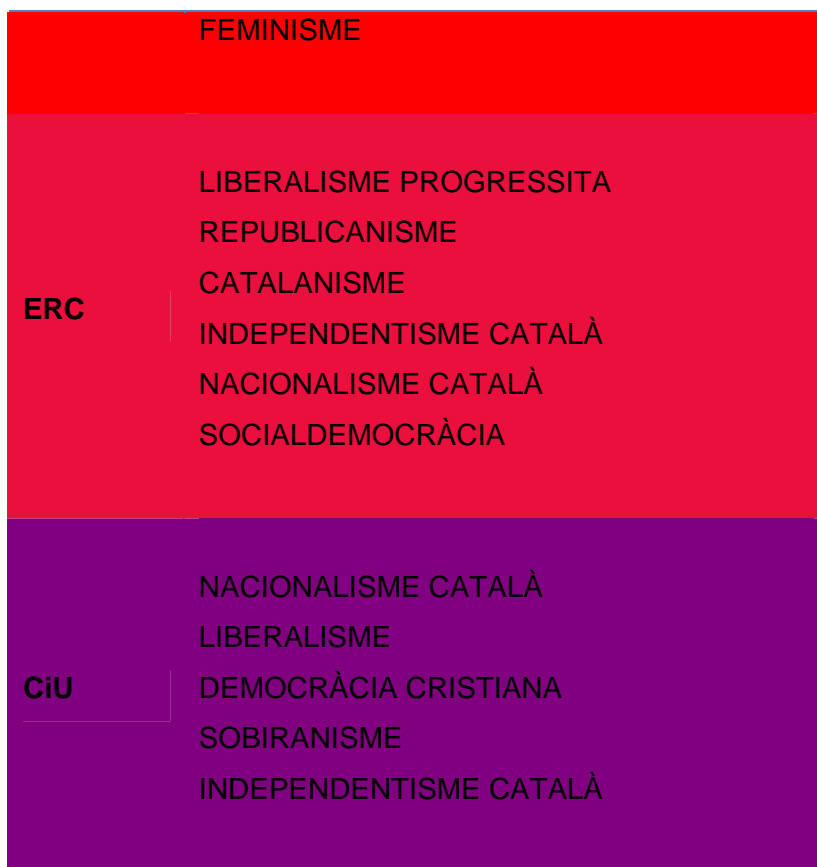 FEMINISME
LIBERALISME PROGRESSITA
REPUBLICANISME
CATALANISME
ERC
INDEPENDENTISME CATALÀ
NACIONALISME CATALÀ
SOCIALDEMOCRÀCIA
NACIONALISME CATALÀ
LIBERALISME
CiU
DEMOCRÀCIA CRISTIANA
SOBIRANISME
INDEPENDENTISME CATALÀ